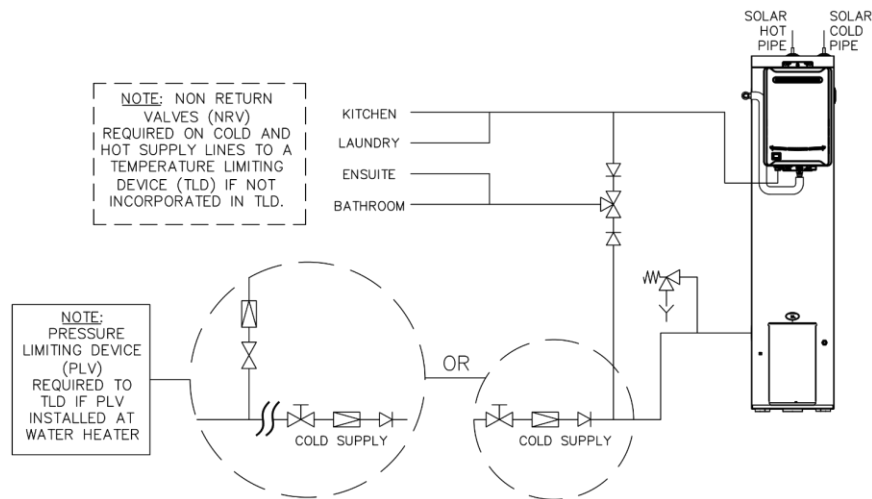 SOLAR
HOT
PIPE
SOLAR
COLD
PIPE
NOTE: NON RETURN
VALVES (NRV)
REQUIRED ON COLD AND
HOT SUPPLY LINES TO A
TEMPERATURE LIMITING
DEVICE (TLD) IF NOT
INCORPORATED IN TLD.
KITCHEN
LAUNDRY
ENSUITE
BATHROOM
NOTE:
PRESSURE
LIMITING DEVICE
(PLV)
REQUIRED TO
TLD IF PLV
INSTALLED AT
WATER HEATER
OR
COLD SUPPLY
COLD SUPPLY